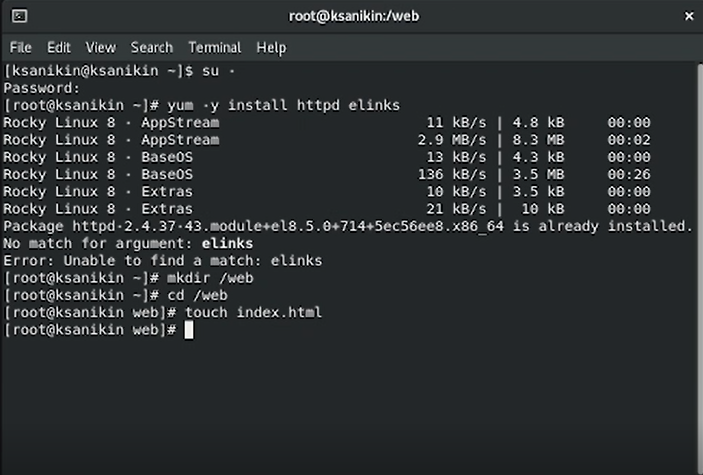 root@ksanikin:/web
File Edit View Search Terminal Help
[ksanikin@ksanikin ~]$ su -
Password:
[root@ksanikin ~]# yum -y install httpd elinks
Rocky Linux 8 - AppStream 11 kB/s | 4.8 kB 00:00
Rocky Linux 8 - AppStream 2.9 MB/s | 8.3 MB 00:02
Rocky Linux 8 - BaseOS 13 kB/s | 4.3 kB 00:00
Rocky Linux 8 - BaseOS 136 kB/s | 3.5 MB 00:26
Rocky Linux 8 - Extras 10 kB/s | 3.5 kB 00:00
Rocky Linux 8 - Extras 21 kB/s | 10 kB 00:00
Package httpd-2.4.37-43.module+el8.5.0+714+5ec56ee8.x86_64 is already installed.
No match for argument: elinks
Error: Unable to find a match: elinks
[root@ksanikin ~]# mkdir /web
[root@ksanikin ~]# cd /web
[root@ksanikin web]# touch index.html
[root@ksanikin web]#